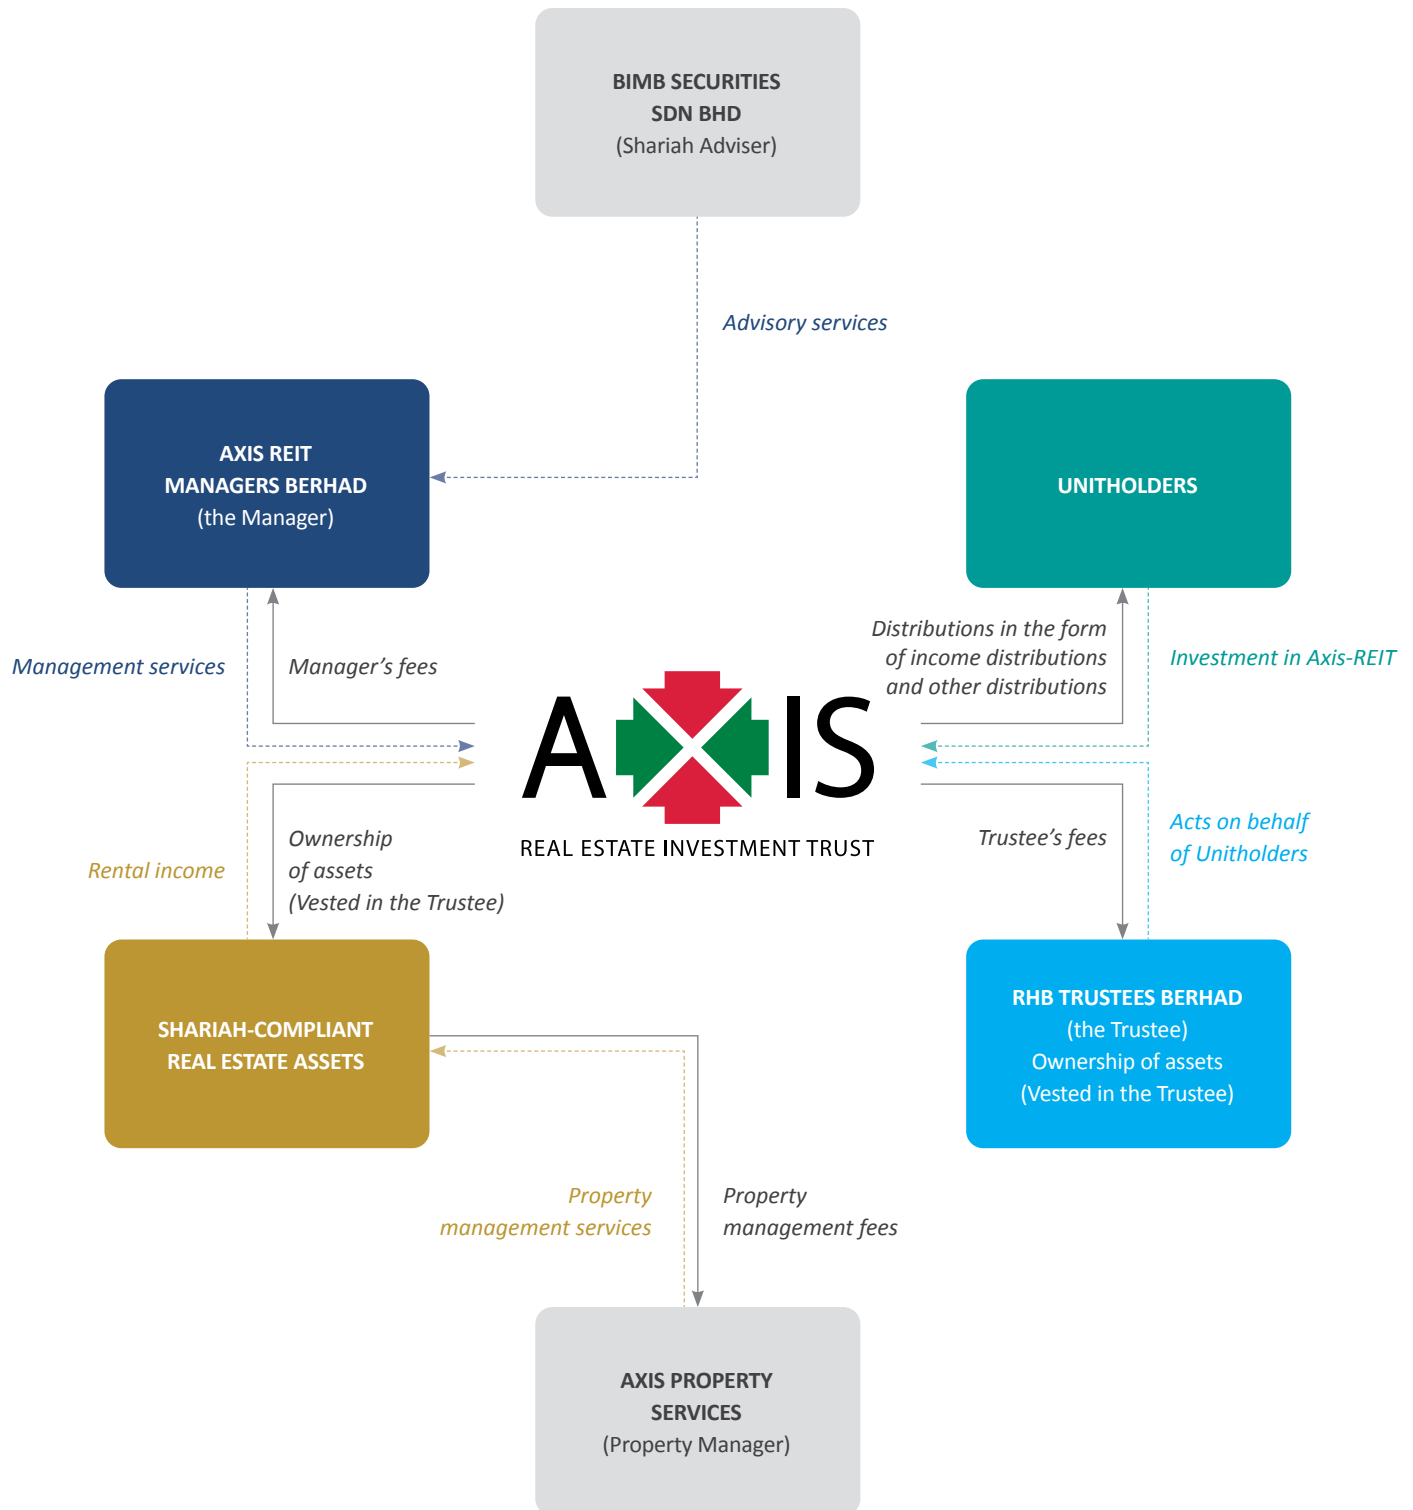 BIMB SECURITIES
SDN BHD
(Shariah Adviser)
Advisory services
AXIS REIT
MANAGERS BERHAD
(the Manager)
UNITHOLDERS
Management services
Manager’s fees
Distributions in the form
of income distributions
and other distributions
Investment in Axis-REIT
AXIS
REAL ESTATE INVESTMENT TRUST
Rental income
Ownership
of assets
(Vested in the Trustee)
Trustee’s fees
Acts on behalf
of Unitholders
SHARIAH-COMPLIANT
REAL ESTATE ASSETS
RHB TRUSTEES BERHAD
(the Trustee)
Ownership of assets
(Vested in the Trustee)
Property
management services
Property
management fees
AXIS PROPERTY
SERVICES
(Property Manager)